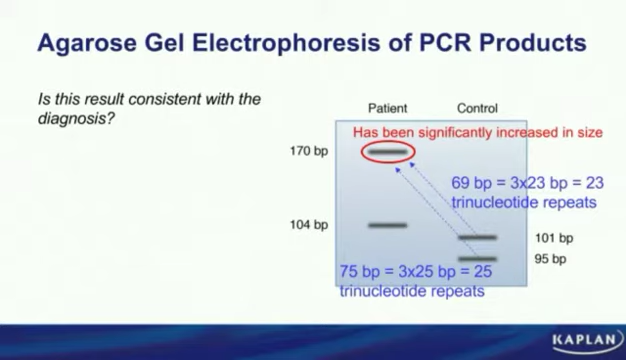 Agarose Gel Electrophoresis of PCR Products
Is this result consistent with the
diagnosis?
Patient
Control
Has been significantly increased in size
170 bp
69 bp = 3x23 bp = 23
trinucleotide repeats
104 bp
101 bp
95 bp
75 bp = 3x25 bp = 25
trinucleotide repeats
KAPLAN